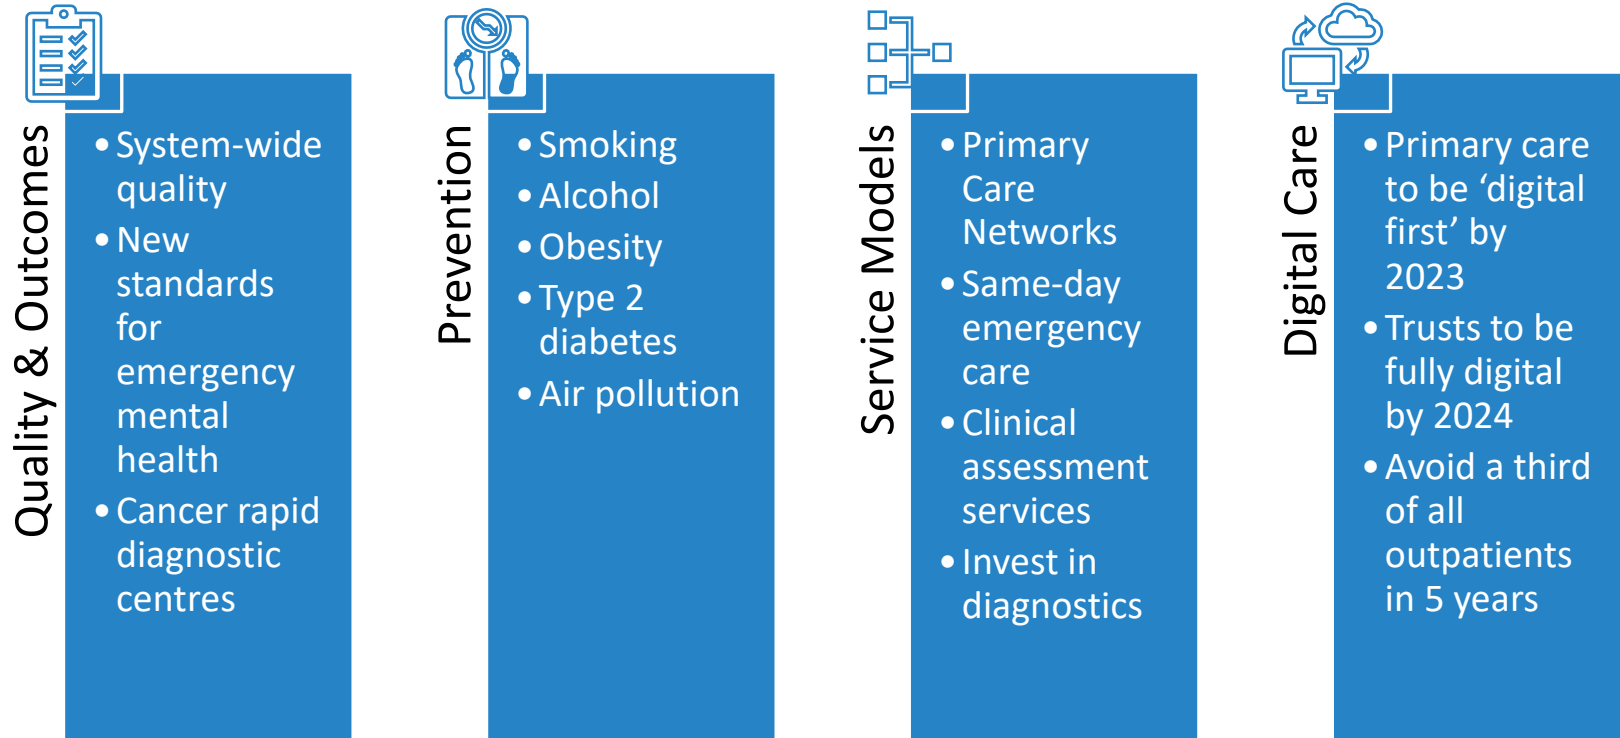 Quality & Outcomes
• System-wide
quality
• New
standards
for
emergency
mental
health
• Cancer rapid
diagnostic
centres
Prevention
• Smoking
• Alcohol
• Obesity
• Type 2
diabetes
• Air pollution
Service Models
• Primary
Care
Networks
• Same-day
emergency
care
• Clinical
assessment
services
• Invest in
diagnostics
Digital Care
• Primary care
to be ‘digital
first’ by
2023
• Trusts to be
fully digital
by 2024
• Avoid a third
of all
outpatients
in 5 years